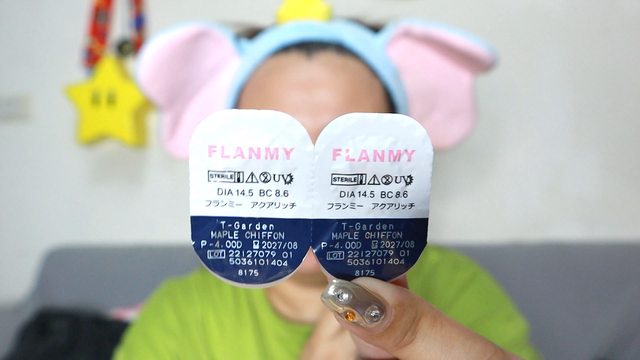 FLANMY
STERILE UV
DIA 14.5 BC 8.6
フランミー アクアリッチ
T-Garden
MAPLE CHIFFON
P -4.00D 2027/08
LOT 22127079 01
5036101404
8175
FLANMY
STERILE UV
DIA 14.5 BC 8.6
フランミー アクアリッチ
T-Garden
MAPLE CHIFFON
P -4.00D 2027/08
LOT 22127079 01
5036101404
8175